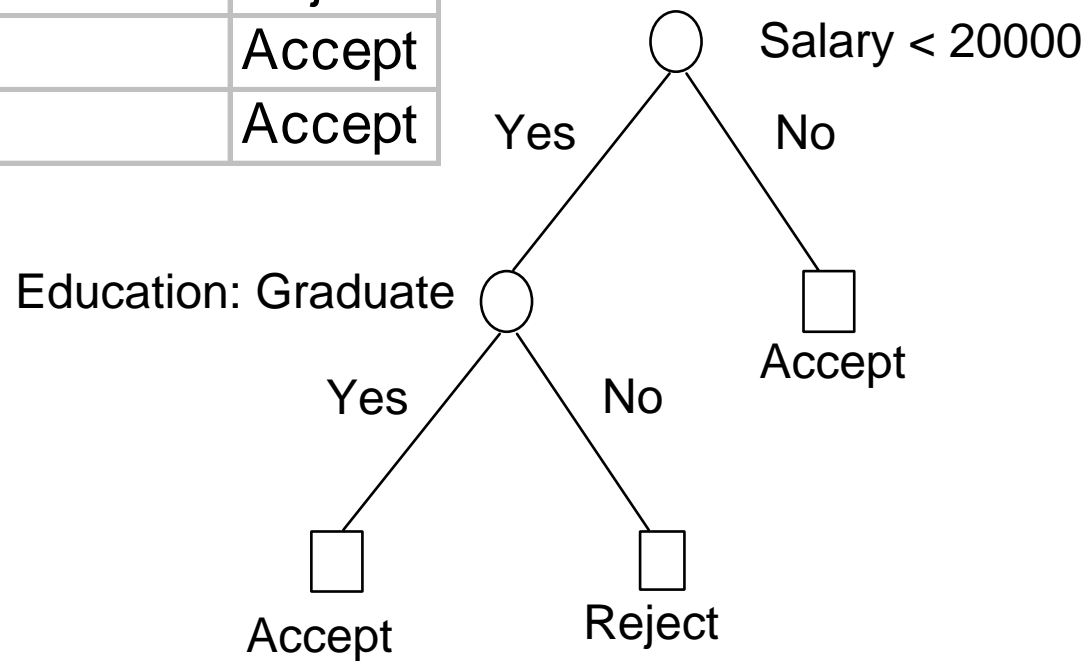 Accept
Accept
Salary < 20000
Yes
No
Education: Graduate
Accept
Yes
No
Accept
Reject